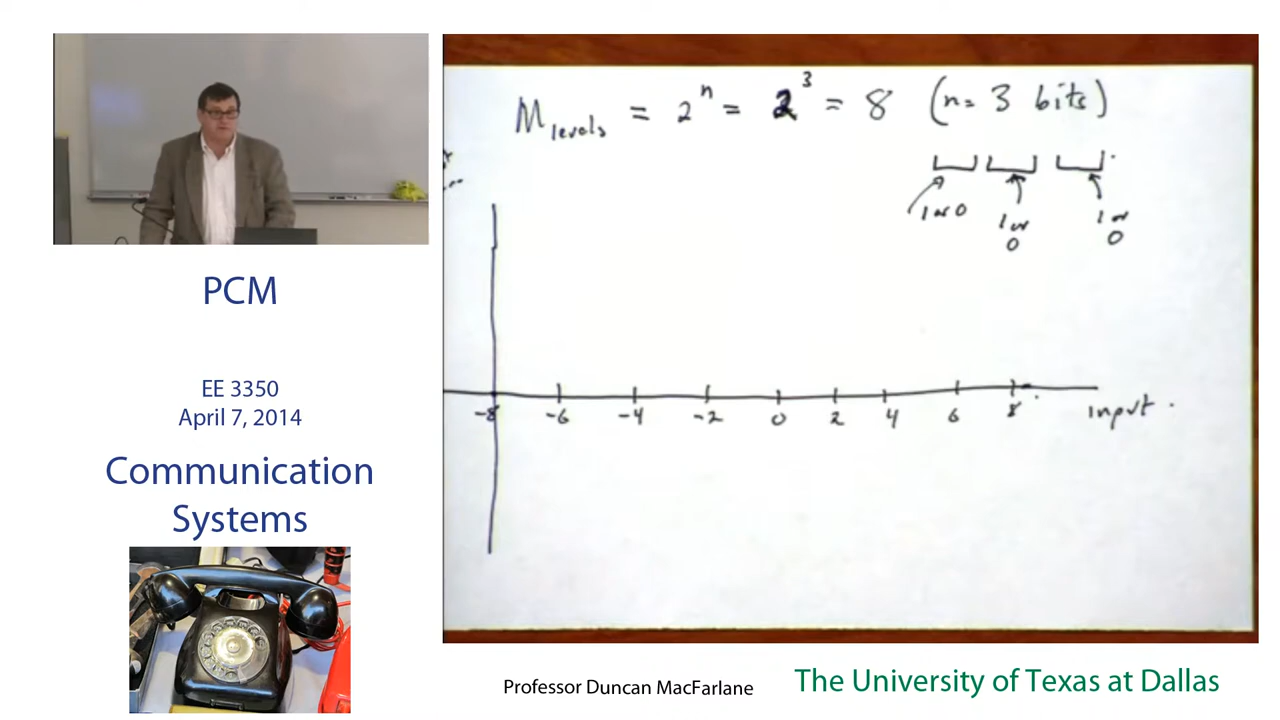 PCM
EE 3350
April 7, 2014
Communication
Systems
M levels = 2^n = 2^3 = 8 (n = 3 bits)
1 or 0
1 or
0
1 or
0
-8 -6 -4 -2 0 2 4 6 8 input
Professor Duncan MacFarlane
The University of Texas at Dallas